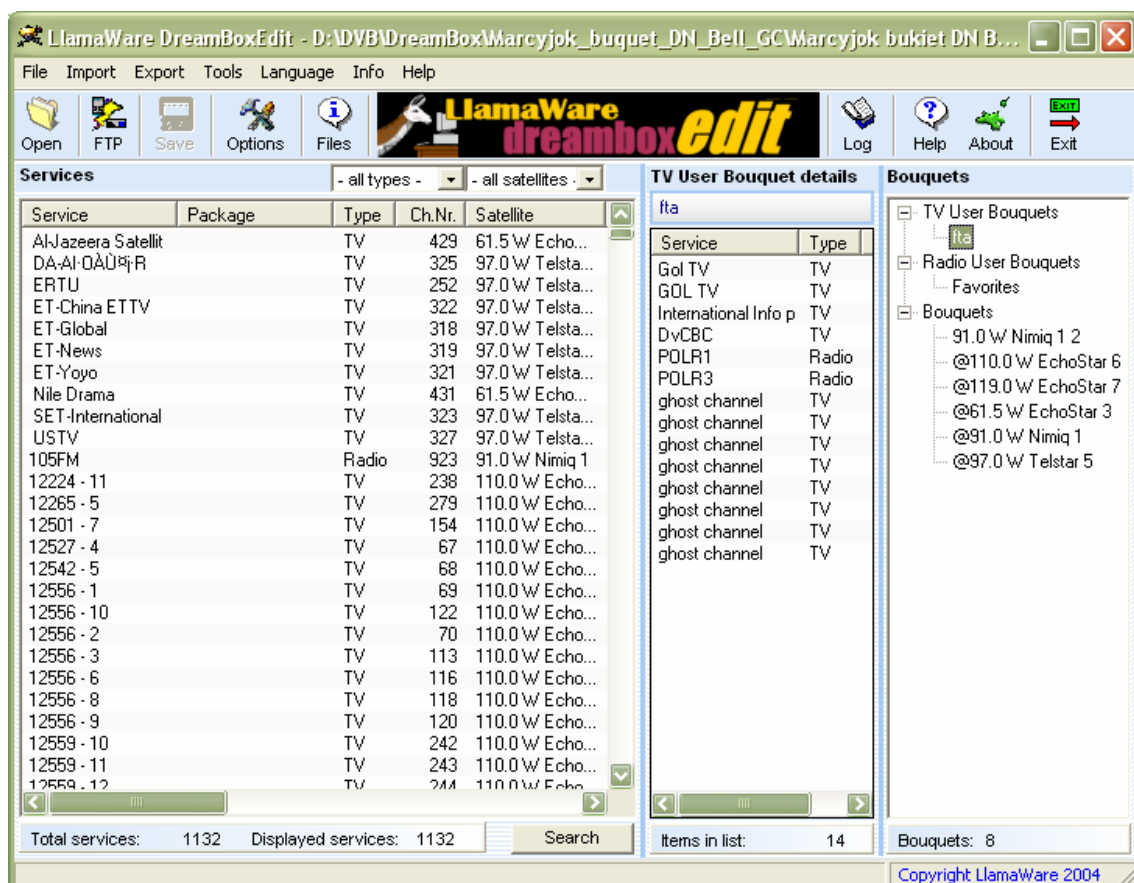 LlamaWare DreamBoxEdit - D:\DVB\DreamBox\Marcyjok_buquet_DN_Bell_GC\Marcyjok bukiet DN B...
File Import Export Tools Language Info Help
LlamaWare
dreambox edit
Open FTP Save Options Files Log Help About Exit
EXIT
Services - all types - - all satellites -
Service Package Type Ch.Nr. Satellite
Al-Jazeera Satellit TV 429 61.5 W Echo...
DA-AI·OÀÙ¤j·R TV 325 97.0 W Telsta...
ERTU TV 252 97.0 W Telsta...
ET-China ETTV TV 322 97.0 W Telsta...
ET-Global TV 318 97.0 W Telsta...
ET-News TV 319 97.0 W Telsta...
ET-Yoyo TV 321 97.0 W Telsta...
Nile Drama TV 431 61.5 W Echo...
SET-International TV 323 97.0 W Telsta...
USTV TV 327 97.0 W Telsta...
105FM Radio 923 91.0 W Nimiq 1
12224 - 11 TV 238 110.0 W Echo...
12265 - 5 TV 279 110.0 W Echo...
12501 - 7 TV 154 110.0 W Echo...
12527 - 4 TV 67 110.0 W Echo...
12542 - 5 TV 68 110.0 W Echo...
12556 - 1 TV 69 110.0 W Echo...
12556 - 10 TV 122 110.0 W Echo...
12556 - 2 TV 70 110.0 W Echo...
12556 - 3 TV 113 110.0 W Echo...
12556 - 6 TV 116 110.0 W Echo...
12556 - 8 TV 118 110.0 W Echo...
12556 - 9 TV 120 110.0 W Echo...
12559 - 10 TV 242 110.0 W Echo...
12559 - 11 TV 243 110.0 W Echo...
12559 - 12 TV 244 110.0 W Echo...
Total services: 1132 Displayed services: 1132 Search
TV User Bouquet details
fta
Service Type
Gol TV TV
GOL TV TV
International Info p TV
DvCBC TV
POLR1 Radio
POLR3 Radio
ghost channel TV
ghost channel TV
ghost channel TV
ghost channel TV
ghost channel TV
ghost channel TV
ghost channel TV
ghost channel TV
Items in list: 14
Bouquets
TV User Bouquets
fta
Radio User Bouquets
Favorites
Bouquets
91.0 W Nimiq 1 2
@110.0 W EchoStar 6
@119.0 W EchoStar 7
@61.5 W EchoStar 3
@91.0 W Nimiq 1
@97.0 W Telstar 5
Bouquets: 8
Copyright LlamaWare 2004